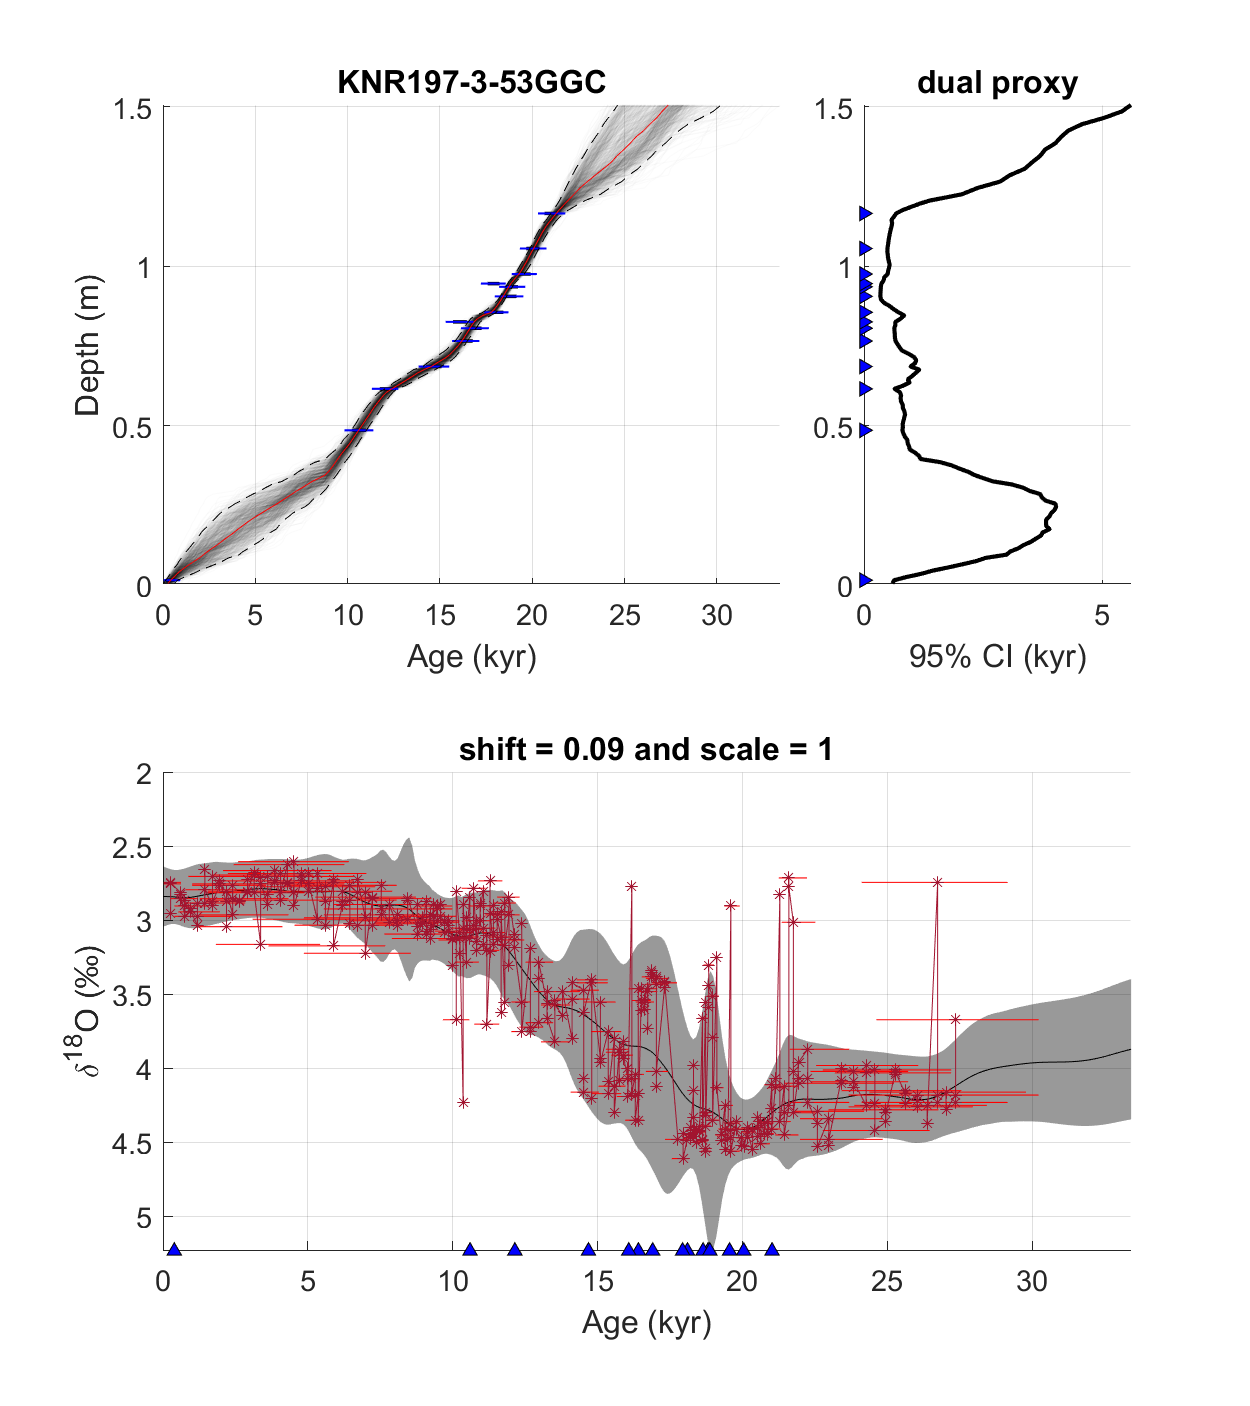 KNR197-3-53GGC
dual proxy
1.5
1
0.5
0
Depth (m)
0 5 10 15 20 25 30
Age (kyr)
1.5
1
0.5
0
0 5
95% CI (kyr)
shift = 0.09 and scale = 1
2
2.5
3
3.5
4
4.5
5
δ¹⁸O (‰)
0 5 10 15 20 25 30
Age (kyr)